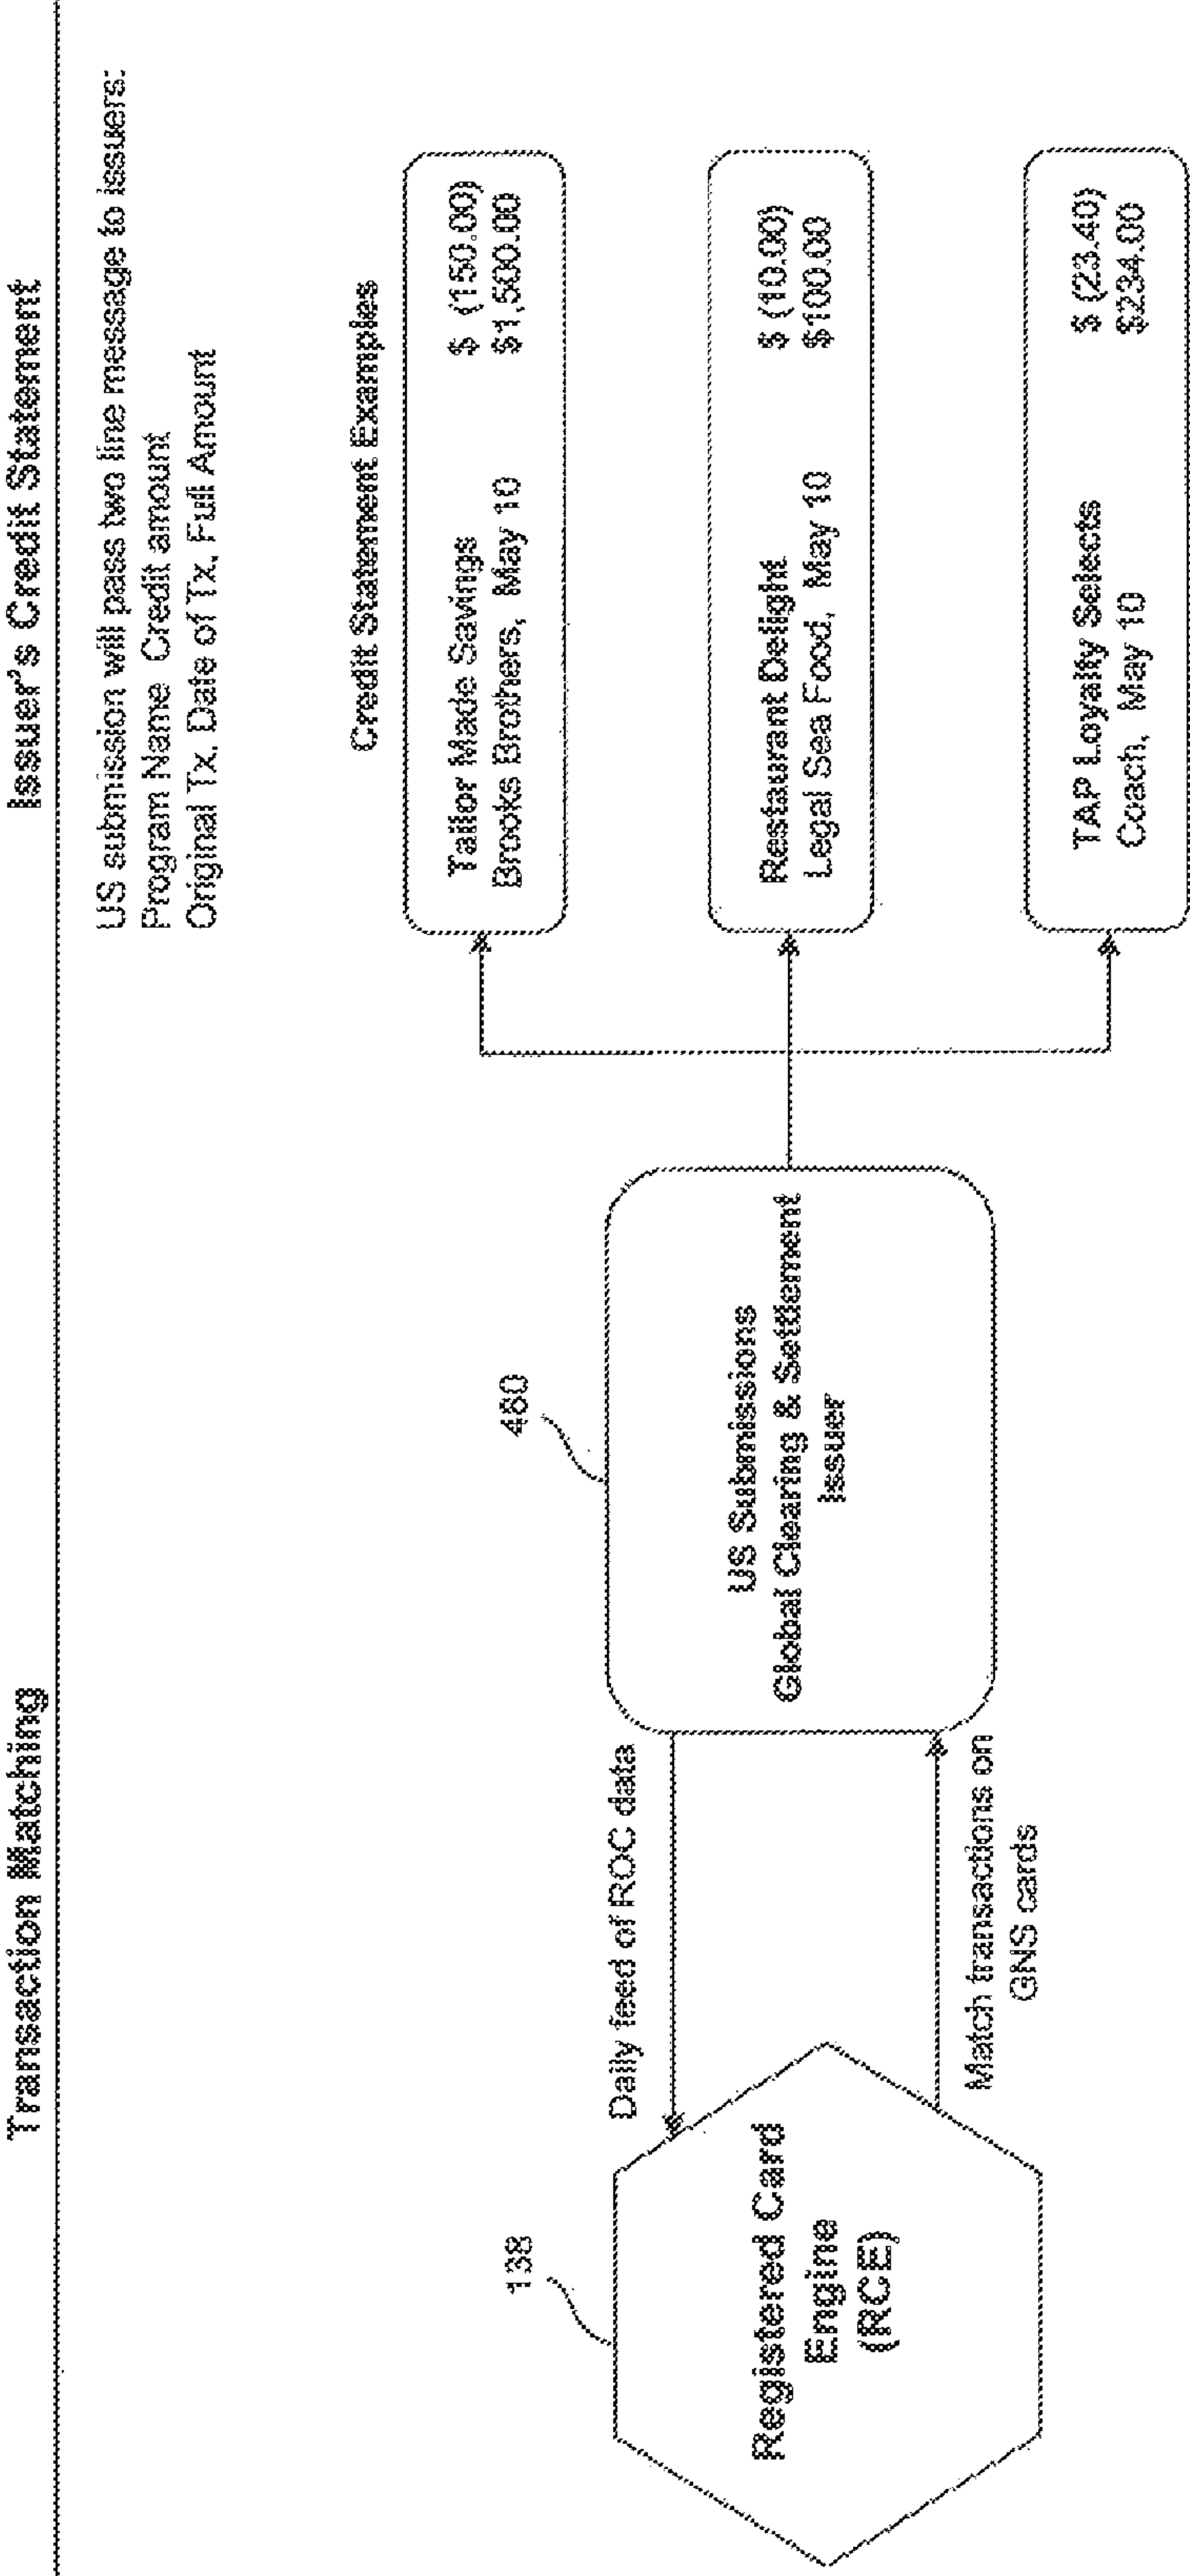 Transaction Matching
Issuer's Credit Statement
US submission will pass two line message to issuers:
Program Name Credit amount
Original Tx, Date of Tx, Full Amount
Credit Statement Examples
138
Registered Card
Engine
(RCE)
Daily feed of ROC data
Match transactions on
GNS cards
480
US Submissions
Global Clearing & Settlement
Issuer
Tailor Made Savings $ (150.00)
Brooks Brothers, May 10 $1,500.00
Restaurant Delight $ (10.00)
Legal Sea Food, May 10 $100.00
TAP Loyalty Selects $ (23.40)
Coach, May 10 $234.00